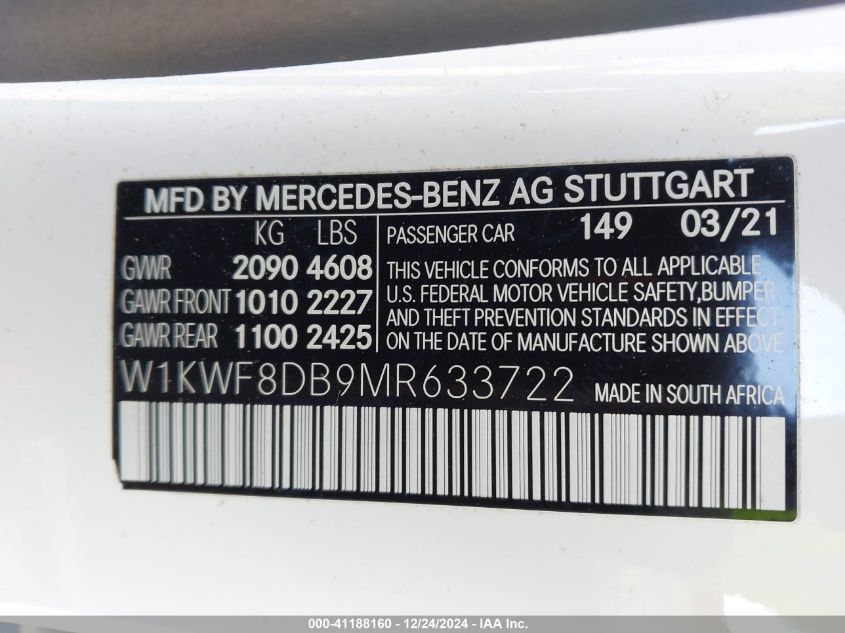 MFD BY MERCEDES-BENZ AG STUTTGART
KG LBS
GVWR 2090 4608
GAWR FRONT 1010 2227
GAWR REAR 1100 2425
PASSENGER CAR 149 03/21
THIS VEHICLE CONFORMS TO ALL APPLICABLE
U.S. FEDERAL MOTOR VEHICLE SAFETY,BUMPER
AND THEFT PREVENTION STANDARDS IN EFFECT
ON THE DATE OF MANUFACTURE SHOWN ABOVE
W1KWF8DB9MR633722 MADE IN SOUTH AFRICA
000-41188160 - 12/24/2024 - IAA Inc.